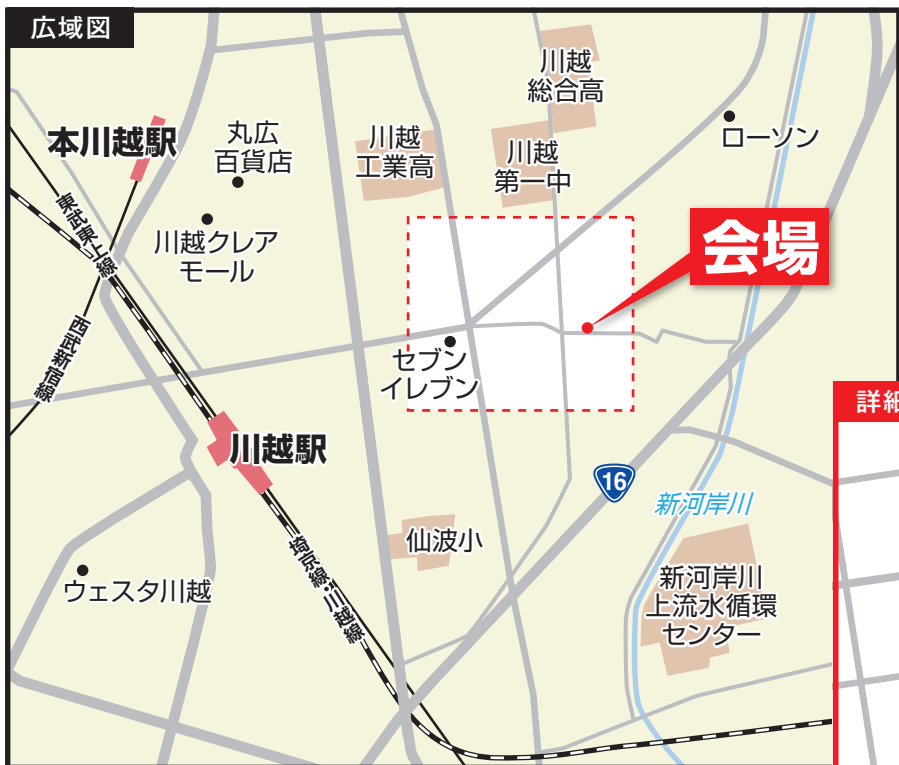 広域図
本川越駅
丸広
百貨店
川越クレア
モール
川越
工業高
川越
総合高
川越
第一中
ローソン
会場
東武東上線
西武新宿線
セブン
イレブン
川越駅
詳細
16
新河岸川
仙波小
埼京線・川越線
ウェスタ川越
新河岸川
上流水循環
センター